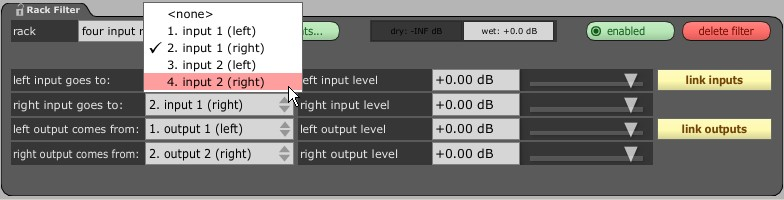 Rack Filter
rack
four input r
ts...
dry: -INF dB
wet: +0.0 dB
enabled
delete filter
<none>
1. input 1 (left)
✓ 2. input 1 (right)
3. input 2 (left)
4. input 2 (right)
left input goes to:
eft input level
+0.00 dB
link inputs
right input goes to:
2. input 1 (right)
right input level
+0.00 dB
left output comes from:
1. output 1 (left)
left output level
+0.00 dB
link outputs
right output comes from:
2. output 2 (right)
right output level
+0.00 dB